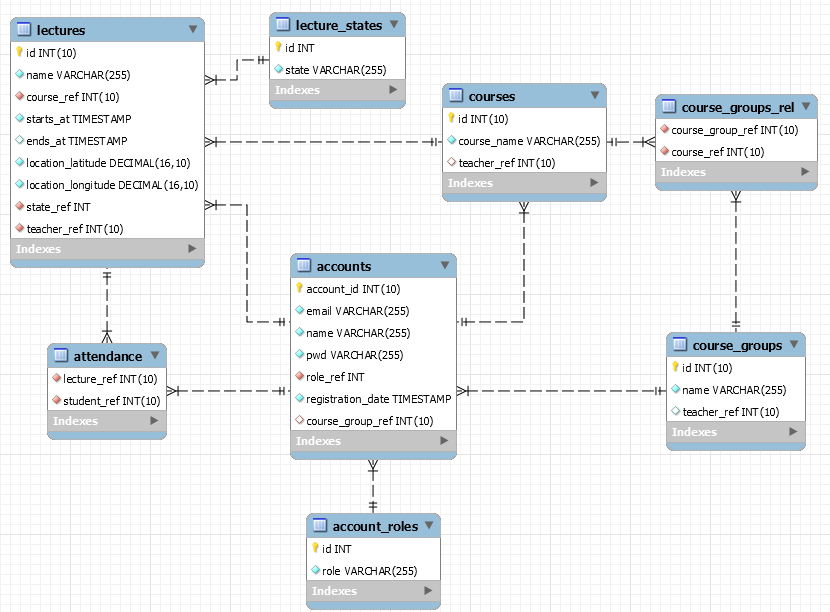 lectures
id INT(10)
name VARCHAR(255)
course_ref INT(10)
starts_at TIMESTAMP
ends_at TIMESTAMP
location_latitude DECIMAL(16,10)
location_longitude DECIMAL(16,10)
state_ref INT
teacher_ref INT(10)
Indexes
lecture_states
id INT
state VARCHAR(255)
Indexes
courses
id INT(10)
course_name VARCHAR(255)
teacher_ref INT(10)
Indexes
course_groups_rel
course_group_ref INT(10)
course_ref INT(10)
Indexes
accounts
account_id INT(10)
email VARCHAR(255)
name VARCHAR(255)
pwd VARCHAR(255)
role_ref INT
registration_date TIMESTAMP
course_group_ref INT(10)
Indexes
attendance
lecture_ref INT(10)
student_ref INT(10)
Indexes
course_groups
id INT(10)
name VARCHAR(255)
teacher_ref INT(10)
Indexes
account_roles
id INT
role VARCHAR(255)
Indexes